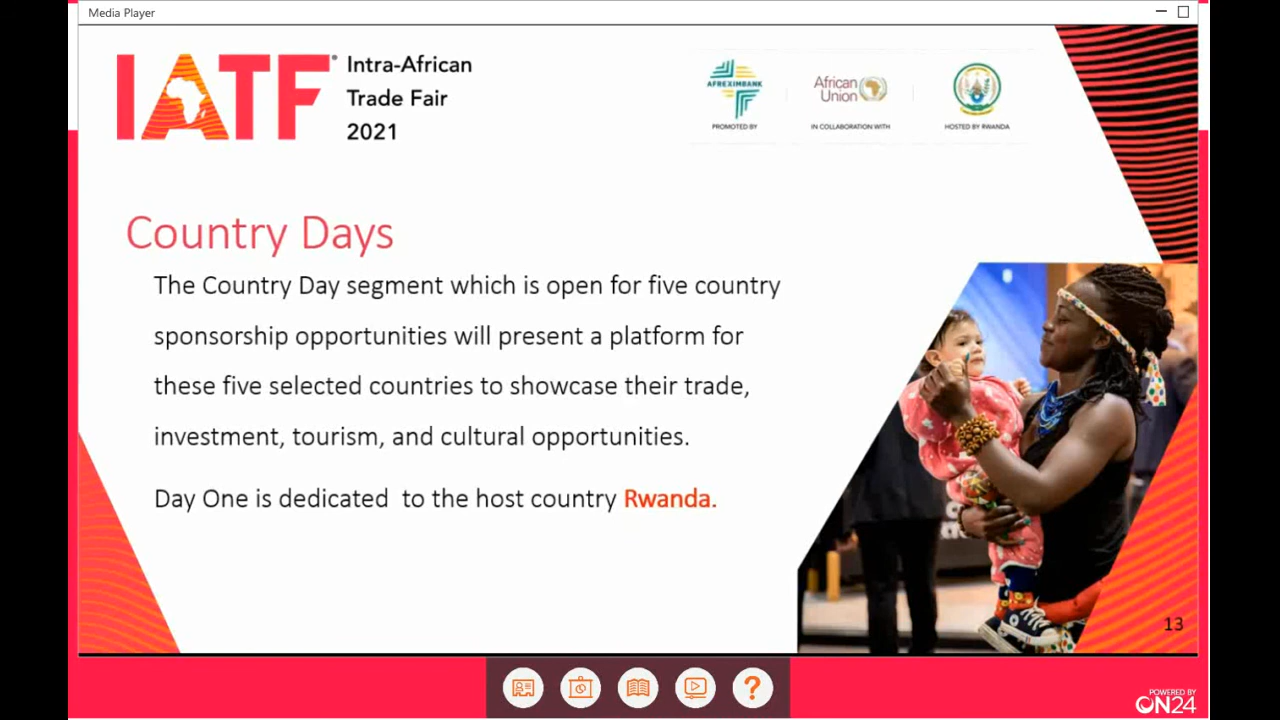 Media Player
IATF
Intra-African
Trade Fair
2021
AFREXIMBANK
PROMOTED BY
African
Union
IN COLLABORATION WITH
HOSTED BY RWANDA
Country Days
The Country Day segment which is open for five country
sponsorship opportunities will present a platform for
these five selected countries to showcase their trade,
investment, tourism, and cultural opportunities.
Day One is dedicated to the host country Rwanda.
13
POWERED BY
ON24